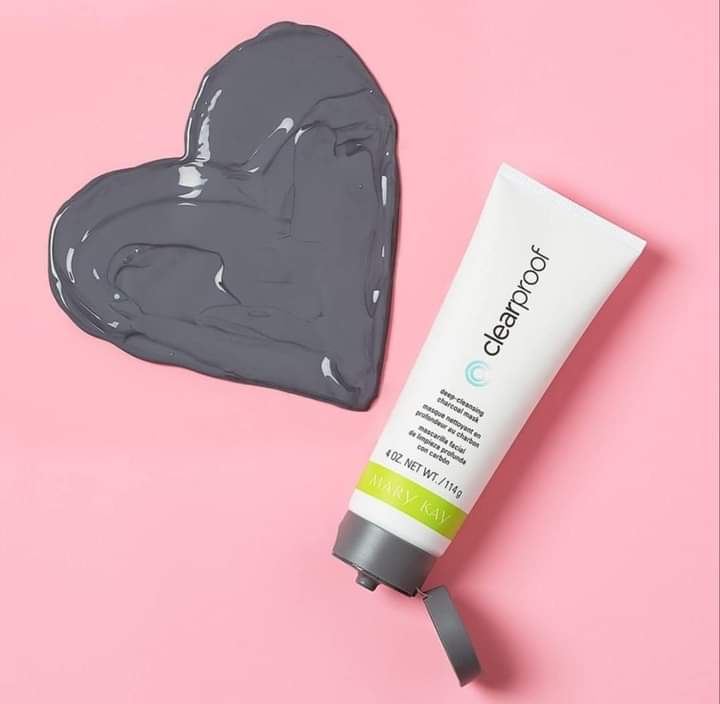 clearproof
deep-cleansing
charcoal mask
masque nettoyant en
profondeur au charbon
mascarilla facial
de limpieza profunda
con carbón
4 OZ. NET WT. / 114 g
MARY KAY